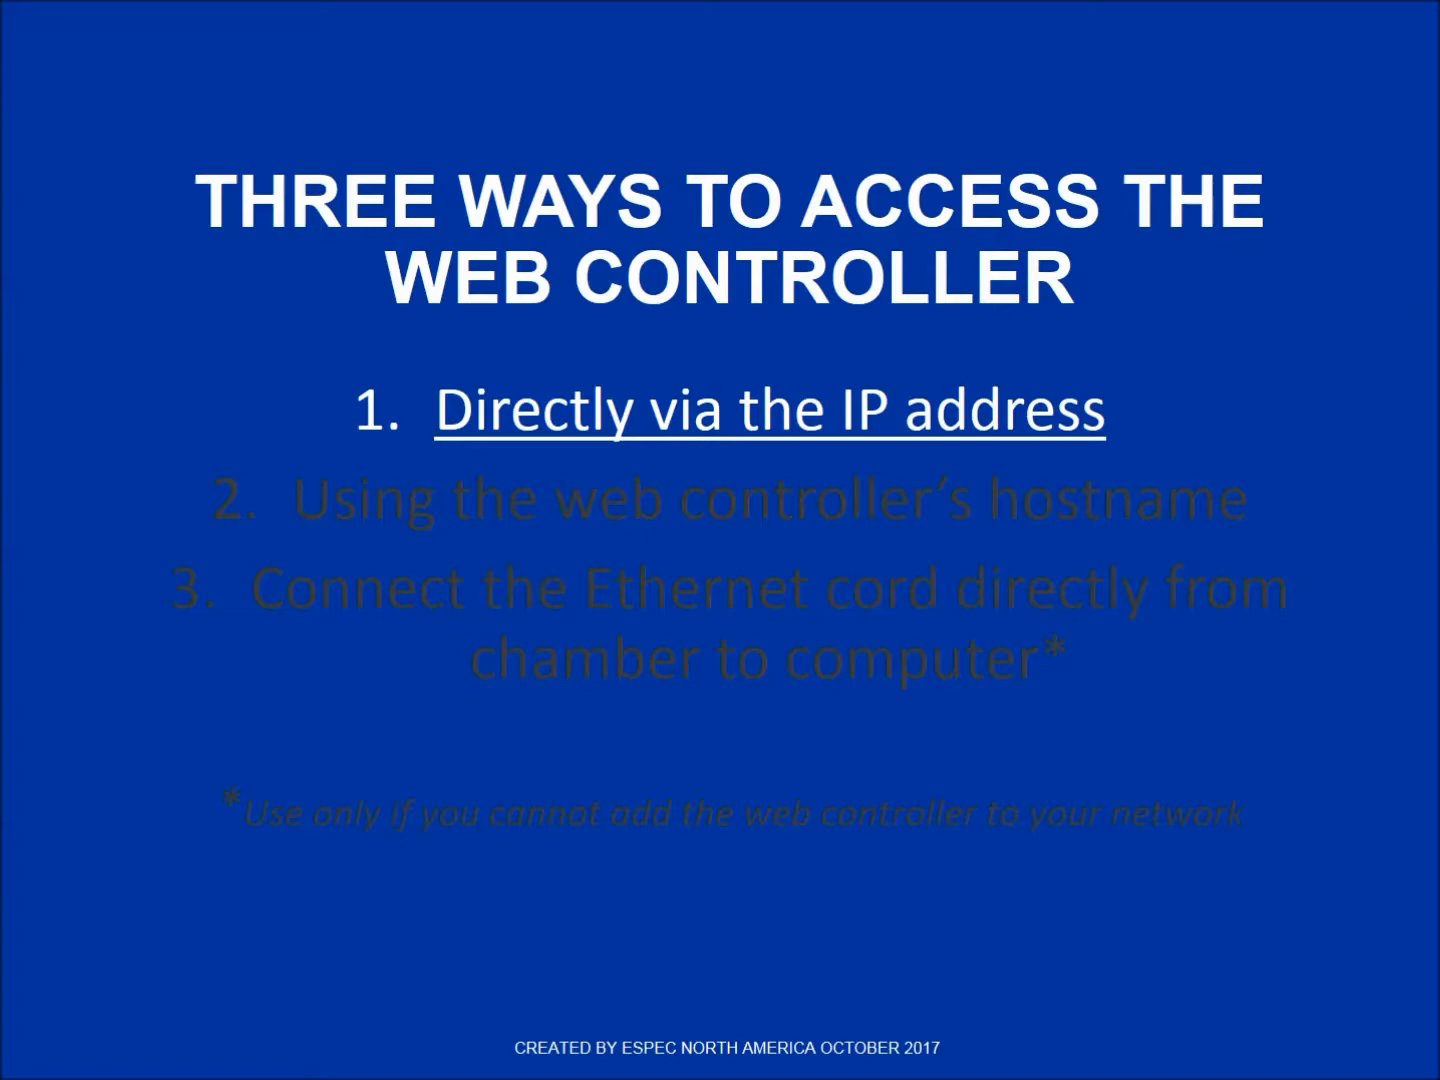 THREE WAYS TO ACCESS THE
WEB CONTROLLER
1. Directly via the IP address
2. Using the web controller’s hostname
3. Connect the Ethernet cord directly from
chamber to computer*
*Use only if you cannot add the web controller to your network
CREATED BY ESPEC NORTH AMERICA OCTOBER 2017